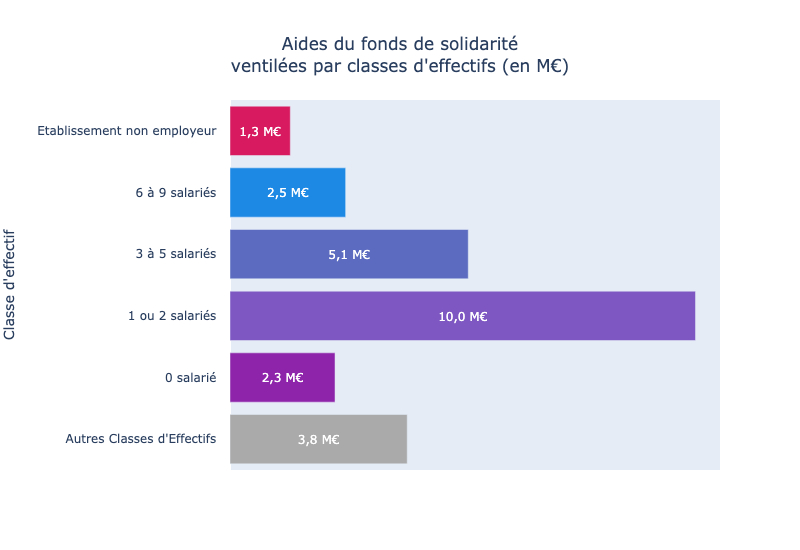 Aides du fonds de solidarité
ventilées par classes d'effectifs (en M€)
Classe d'effectif
Etablissement non employeur
1,3 M€
6 à 9 salariés
2,5 M€
3 à 5 salariés
5,1 M€
1 ou 2 salariés
10,0 M€
0 salarié
2,3 M€
Autres Classes d'Effectifs
3,8 M€